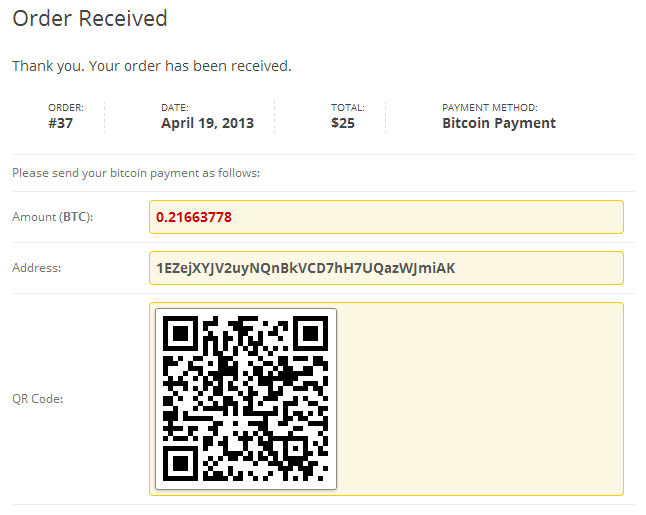 Order Received
Thank you. Your order has been received.
ORDER: DATE: TOTAL: PAYMENT METHOD:
#37 April 19, 2013 $25 Bitcoin Payment
Please send your bitcoin payment as follows:
Amount (BTC): 0.21663778
Address: 1EZejXYJV2uyNQnBkVCD7hH7UQazWJmiAK
QR Code: